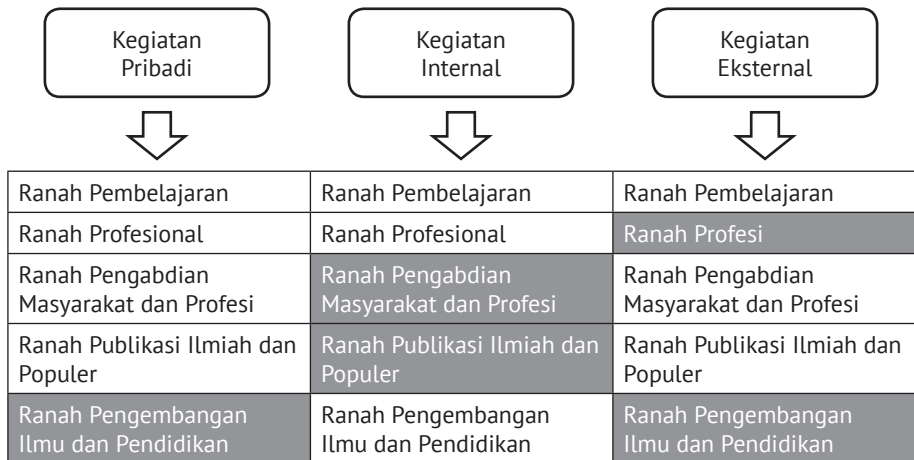 Kegiatan
Pribadi
Kegiatan
Internal
Kegiatan
Eksternal
Ranah Pembelajaran
Ranah Pembelajaran
Ranah Pembelajaran
Ranah Profesional
Ranah Profesional
Ranah Profesi
Ranah Pengabdian
Masyarakat dan Profesi
Ranah Pengabdian
Masyarakat dan Profesi
Ranah Pengabdian
Masyarakat dan Profesi
Ranah Publikasi Ilmiah dan
Populer
Ranah Publikasi Ilmiah dan
Populer
Ranah Publikasi Ilmiah dan
Populer
Ranah Pengembangan
Ilmu dan Pendidikan
Ranah Pengembangan
Ilmu dan Pendidikan
Ranah Pengembangan
Ilmu dan Pendidikan